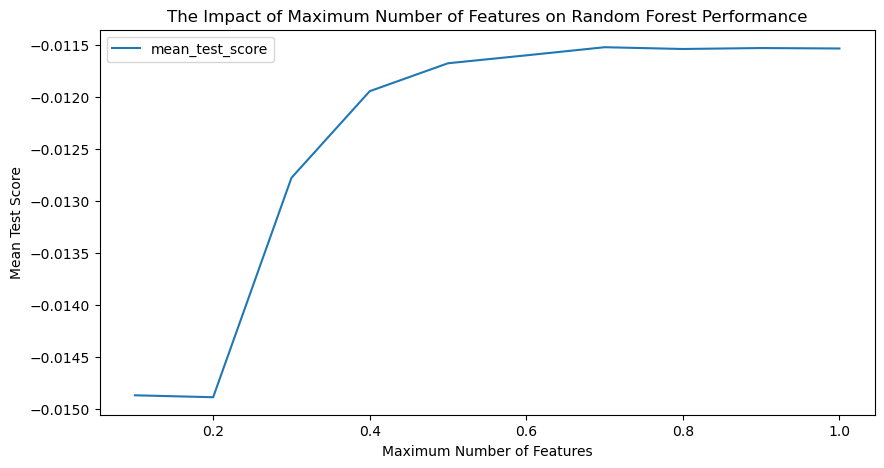 The Impact of Maximum Number of Features on Random Forest Performance
mean_test_score
−0.0115
−0.0120
−0.0125
−0.0130
−0.0135
−0.0140
−0.0145
−0.0150
Mean Test Score
0.2 0.4 0.6 0.8 1.0
Maximum Number of Features